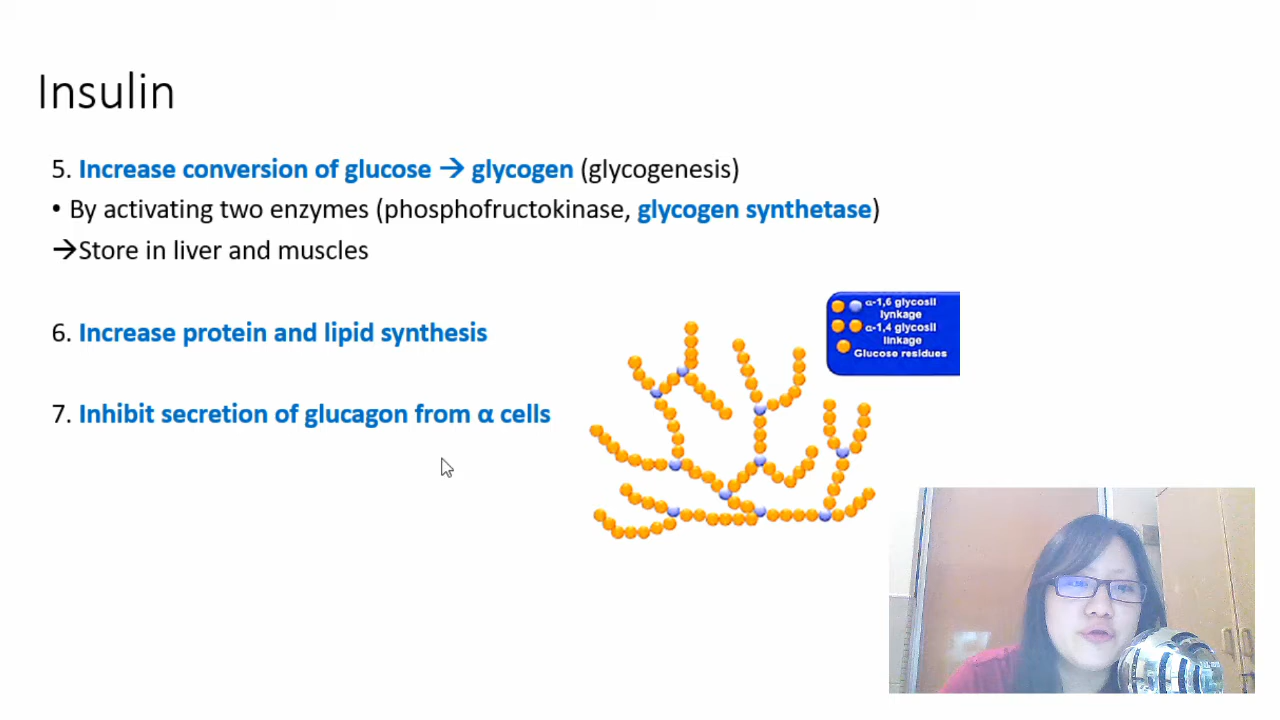 Insulin
5. Increase conversion of glucose → glycogen (glycogenesis)
• By activating two enzymes (phosphofructokinase, glycogen synthetase)
→Store in liver and muscles
6. Increase protein and lipid synthesis
7. Inhibit secretion of glucagon from α cells
α-1,6 glycosil
lynkage
α-1,4 glycosil
linkage
Glucose residues